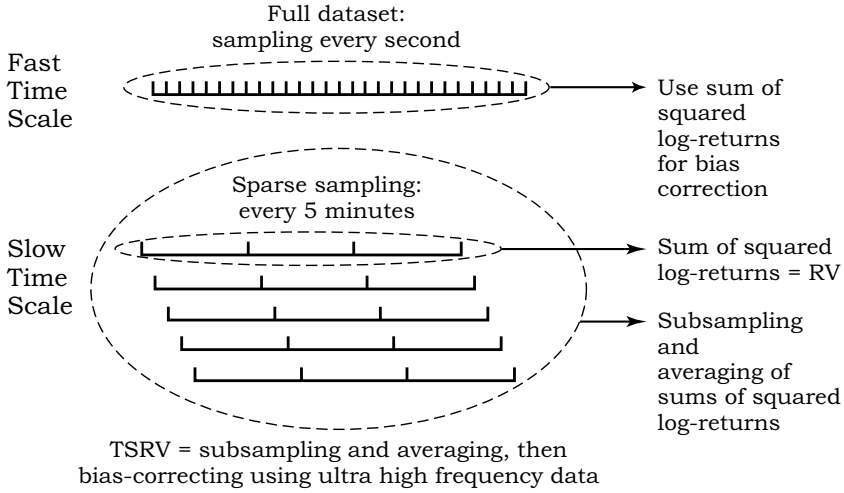 Full dataset:
sampling every second
Fast
Time
Scale
Use sum of
squared
log-returns
for bias
correction
Sparse sampling:
every 5 minutes
Slow
Time
Scale
Sum of squared
log-returns = RV
Subsampling
and
averaging of
sums of squared
log-returns
TSRV = subsampling and averaging, then
bias-correcting using ultra high frequency data